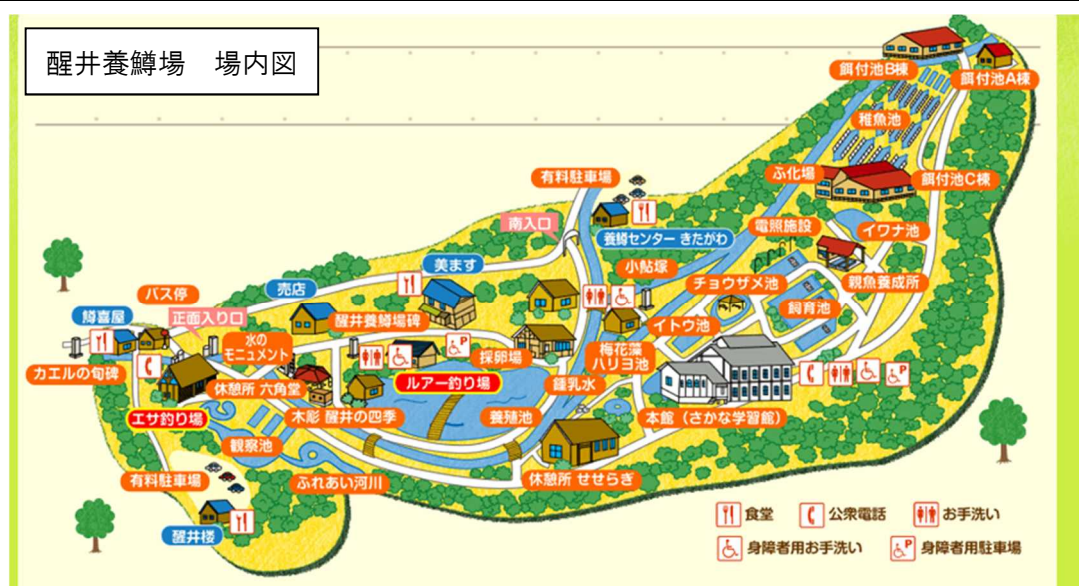 醒井養鱒場 場内図
餌付池B棟
餌付池A棟
稚魚池
ふ化場
餌付池C棟
有料駐車場
南入口
養鱒センター きたがわ
電照施設
イワナ池
小鮎塚
美ます
チョウザメ池
親魚養成所
売店
バス停
飼育池
鱒喜屋
正面入り口
醒井養鱒場碑
イトウ池
水の
モニュメント
採卵場
梅花藻
ハリヨ池
カエルの旬碑
休憩所 六角堂
ルアー釣り場
鍾乳水
エサ釣り場
木彫 醒井の四季
養殖池
本館(さかな学習館)
観察池
有料駐車場
ふれあい河川
休憩所 せせらぎ
醒井楼
食堂
公衆電話
お手洗い
身障者用お手洗い
P
身障者用駐車場
P
P